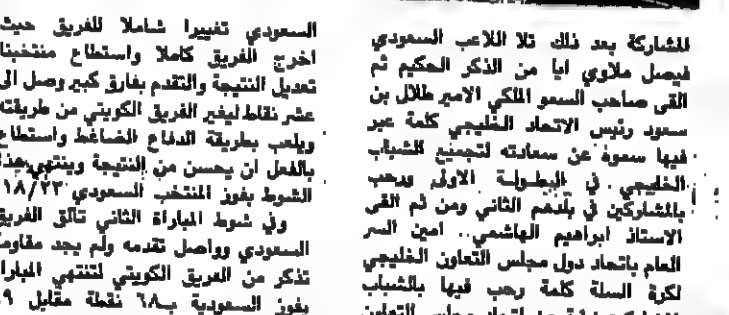 للمشاركة بعد ذلك تلا اللاعب السعودي
فيصل ملاوي ايا من الذكر الحكيم ثم
القى صاحب السمو الملكي الامير طلال بن
سعود رئيس الاتحاد الخليجي كلمة عبر
فيها سموه عن سعادته لتجميع الشباب
الخليجي في البطولة الاولى ورحب
بالمشاركين في بلدهم الثاني ومن ثم القى
الاستاذ ابراهيم الهاشمي.. امين السر
العام باتحاد دول مجلس التعاون الخليجي
لكرة السلة كلمة رحب فيها بالشباب
مجلس التعاون
السعودي تغييرا شاملا للفريق حيث
اخرج الفريق كاملا واستطاع منتخبنا
تعديل النتيجة والتقدم بفارق كبير وصل الى
عشر نقاط ليغير الفريق الكويتي من طريقته
ويلعب بطريقة الدفاع الضاغط واستطاع
بالفعل ان يحسن من النتيجة وينتهي هذا
الشوط بفوز المنتخب السعودي ١٨/٢٣
وفي شوط المباراة الثاني تألق الفريق
السعودي وواصل تقدمه ولم يجد مقاومة
تذكر من الفريق الكويتي لتنتهي المبارا
بفوز السعودية بـ٦٨ نقطة مقابل